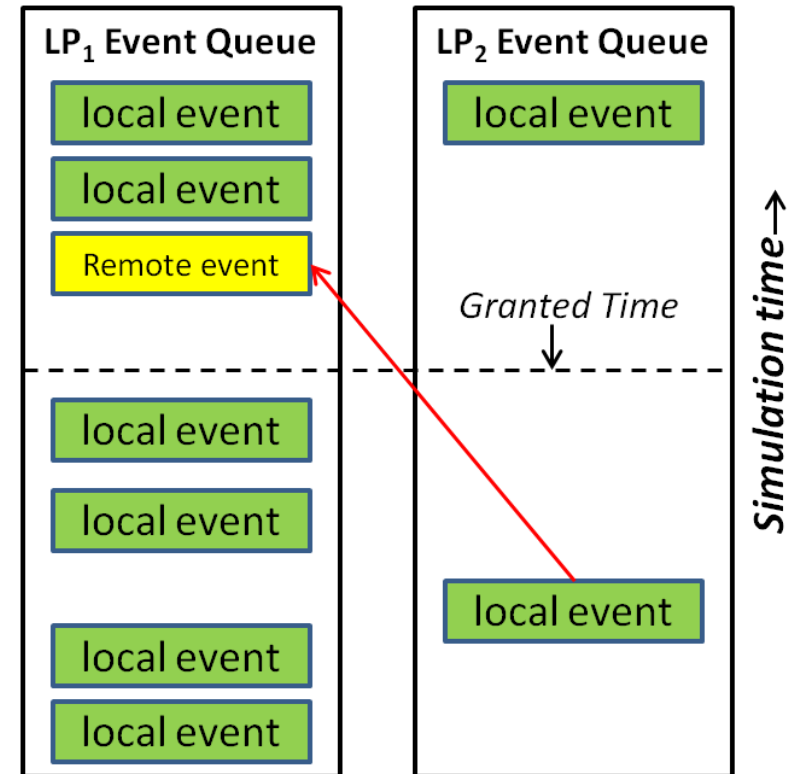 LP₁ Event Queue
local event
local event
Remote event
local event
local event
local event
local event
LP₂ Event Queue
local event
Granted Time
local event
Simulation time→